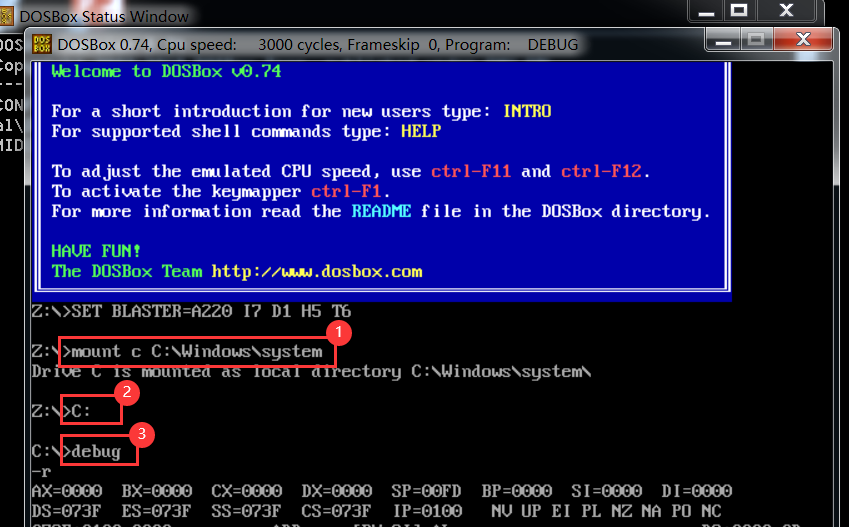 DOSBox Status Window
DOSBox 0.74, Cpu speed: 3000 cycles, Frameskip 0, Program: DEBUG
DOS
Cop
---
CON
al\
MID
Welcome to DOSBox v0.74
For a short introduction for new users type: INTRO
For supported shell commands type: HELP
To adjust the emulated CPU speed, use ctrl-F11 and ctrl-F12.
To activate the keymapper ctrl-F1.
For more information read the README file in the DOSBox directory.
HAVE FUN!
The DOSBox Team http://www.dosbox.com
Z:\>SET BLASTER=A220 I7 D1 H5 T6
1
Z:\>mount c C:\Windows\system
Drive C is mounted as local directory C:\Windows\system\
2
Z:\>C:
3
C:\>debug
-r
AX=0000 BX=0000 CX=0000 DX=0000 SP=00FD BP=0000 SI=0000 DI=0000
DS=073F ES=073F SS=073F CS=073F IP=0100 NV UP EI PL NZ NA PO NC